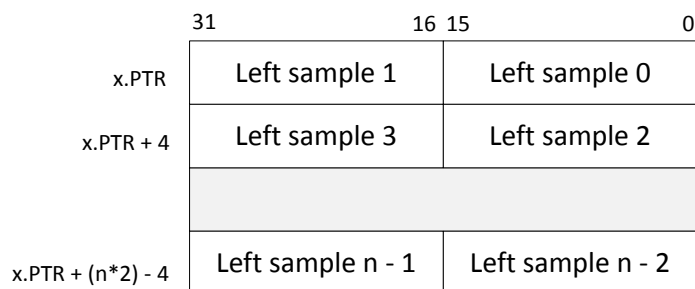 31 16 15 0
x.PTR Left sample 1 Left sample 0
x.PTR + 4 Left sample 3 Left sample 2
x.PTR + (n*2) - 4 Left sample n - 1 Left sample n - 2